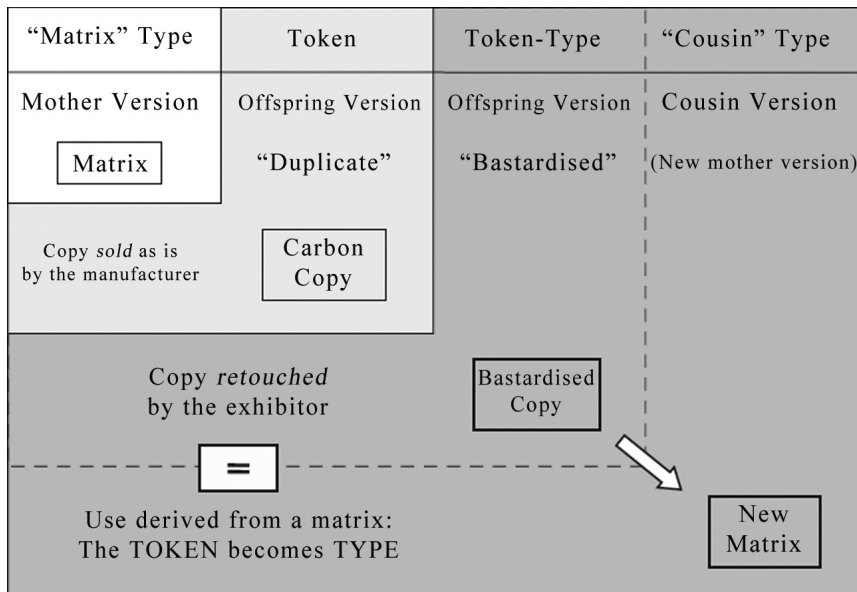 “Matrix” Type
Token
Token-Type
“Cousin” Type
Mother Version
Offspring Version
Offspring Version
Cousin Version
Matrix
“Duplicate”
“Bastardised”
(New mother version)
Copy sold as is
by the manufacturer
Carbon
Copy
Copy retouched
by the exhibitor
Bastardised
Copy
=
Use derived from a matrix:
The TOKEN becomes TYPE
New
Matrix